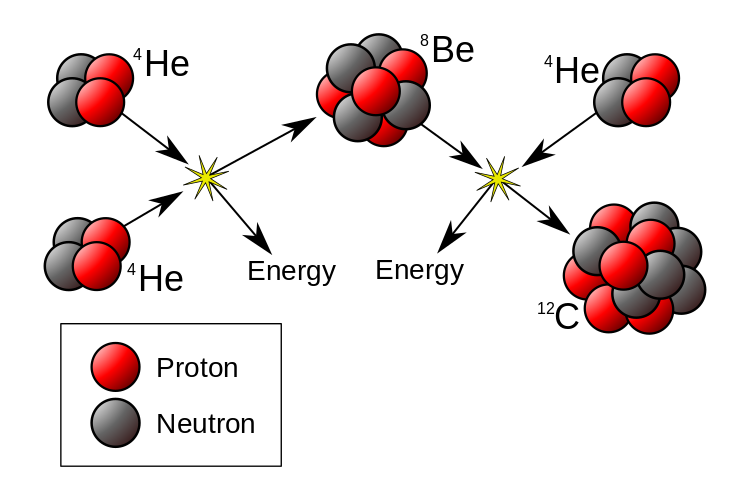 ⁴He
⁸Be
⁴He
⁴He
Energy
Energy
¹²C
Proton
Neutron